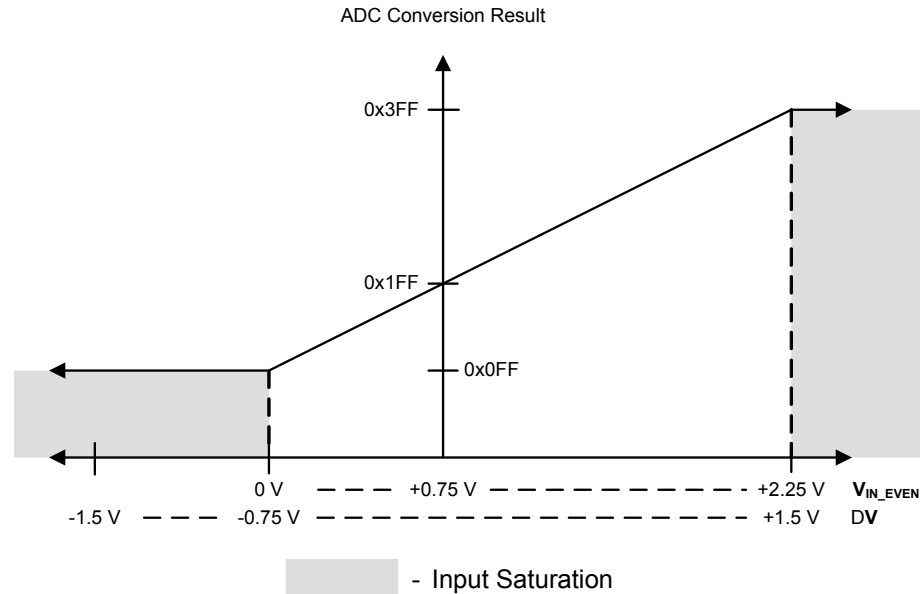 ADC Conversion Result
0x3FF
0x1FF
0x0FF
0 V +0.75 V +2.25 V VIN_EVEN
-1.5 V -0.75 V +1.5 V DV
- Input Saturation